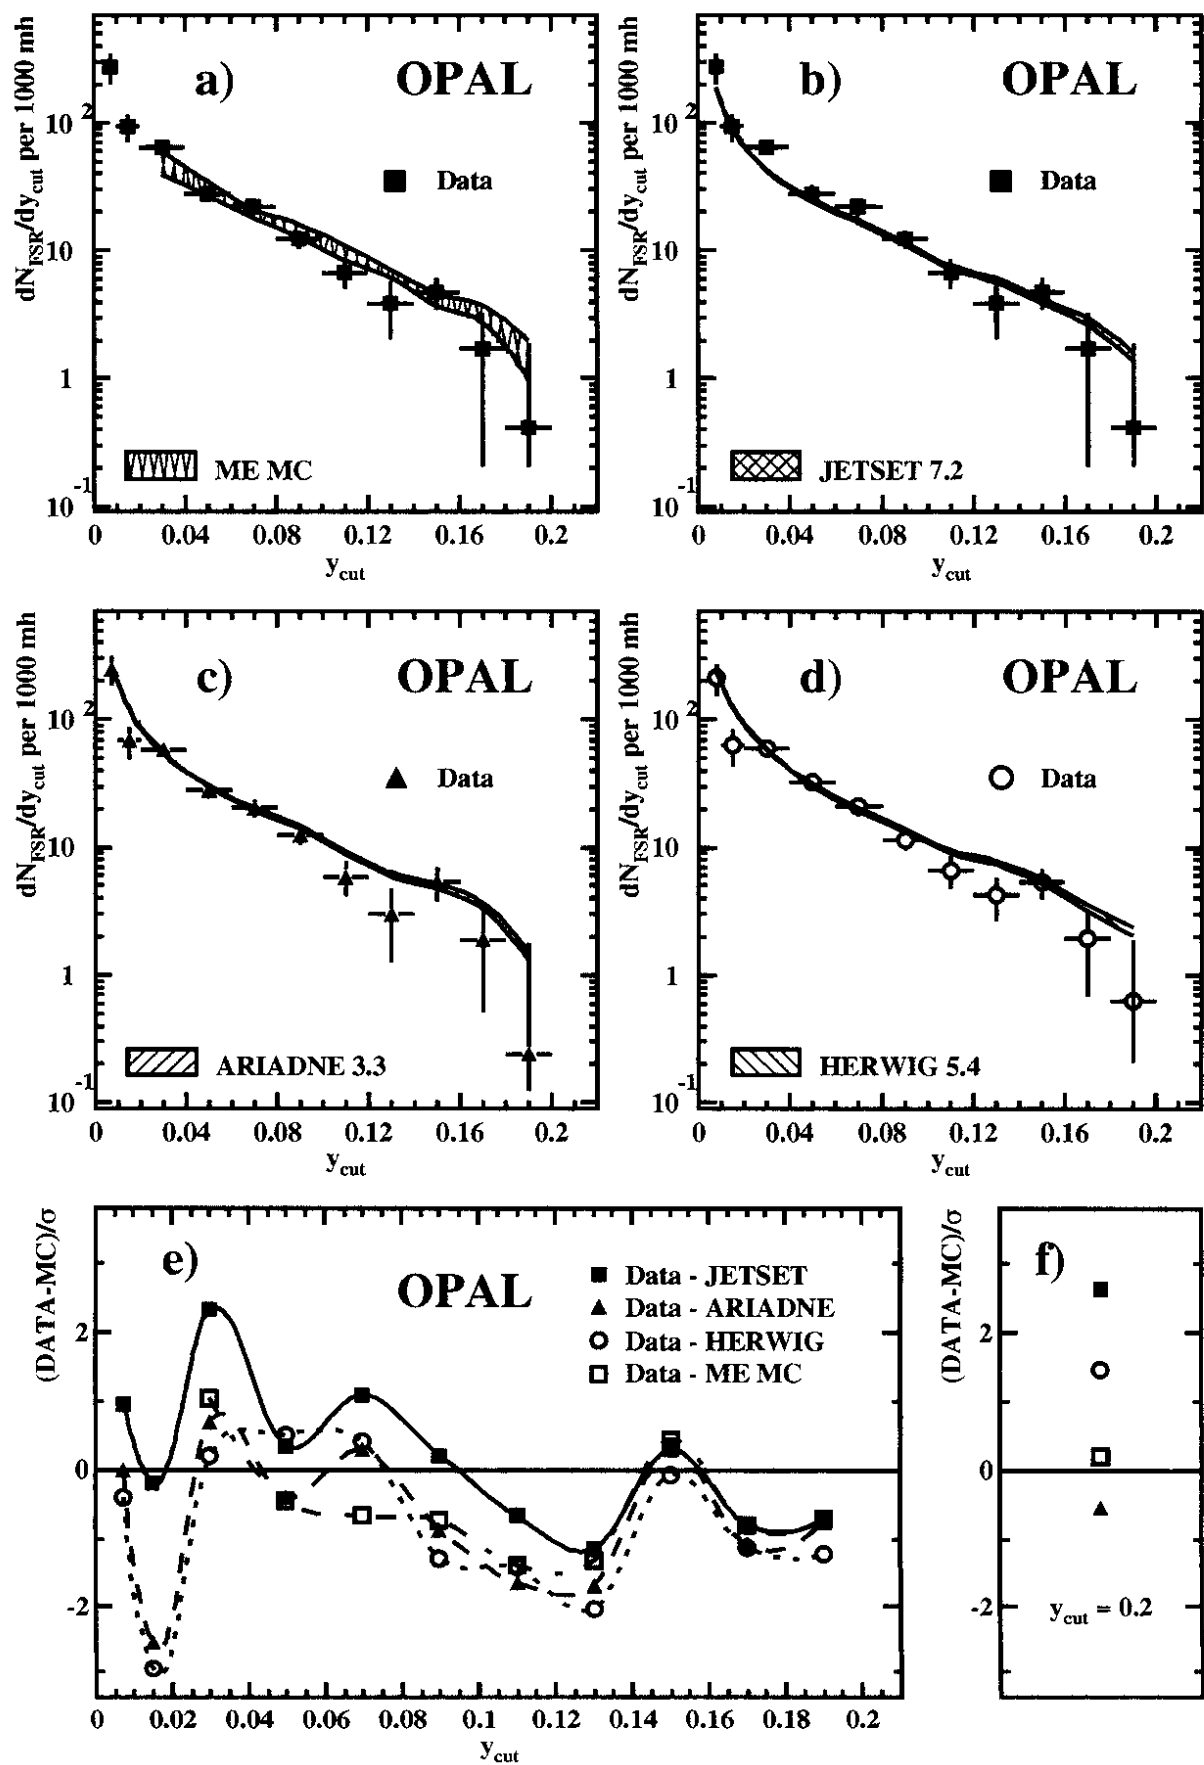 a) OPAL
dN_FSR/dy_cut per 1000 mh
10^2
10
1
10^-1
Data
ME MC
0 0.04 0.08 0.12 0.16 0.2
y_cut
b) OPAL
dN_FSR/dy_cut per 1000 mh
10^2
10
1
10^-1
Data
JETSET 7.2
0 0.04 0.08 0.12 0.16 0.2
y_cut
c) OPAL
dN_FSR/dy_cut per 1000 mh
10^2
10
1
10^-1
Data
ARIADNE 3.3
0 0.04 0.08 0.12 0.16 0.2
y_cut
d) OPAL
dN_FSR/dy_cut per 1000 mh
10^2
10
1
10^-1
Data
HERWIG 5.4
0 0.04 0.08 0.12 0.16 0.2
y_cut
e) OPAL
(DATA-MC)/σ
2
0
-2
Data - JETSET
Data - ARIADNE
Data - HERWIG
Data - ME MC
0 0.02 0.04 0.06 0.08 0.1 0.12 0.14 0.16 0.18 0.2
y_cut
f)
(DATA-MC)/σ
2
0
-2
y_cut = 0.2